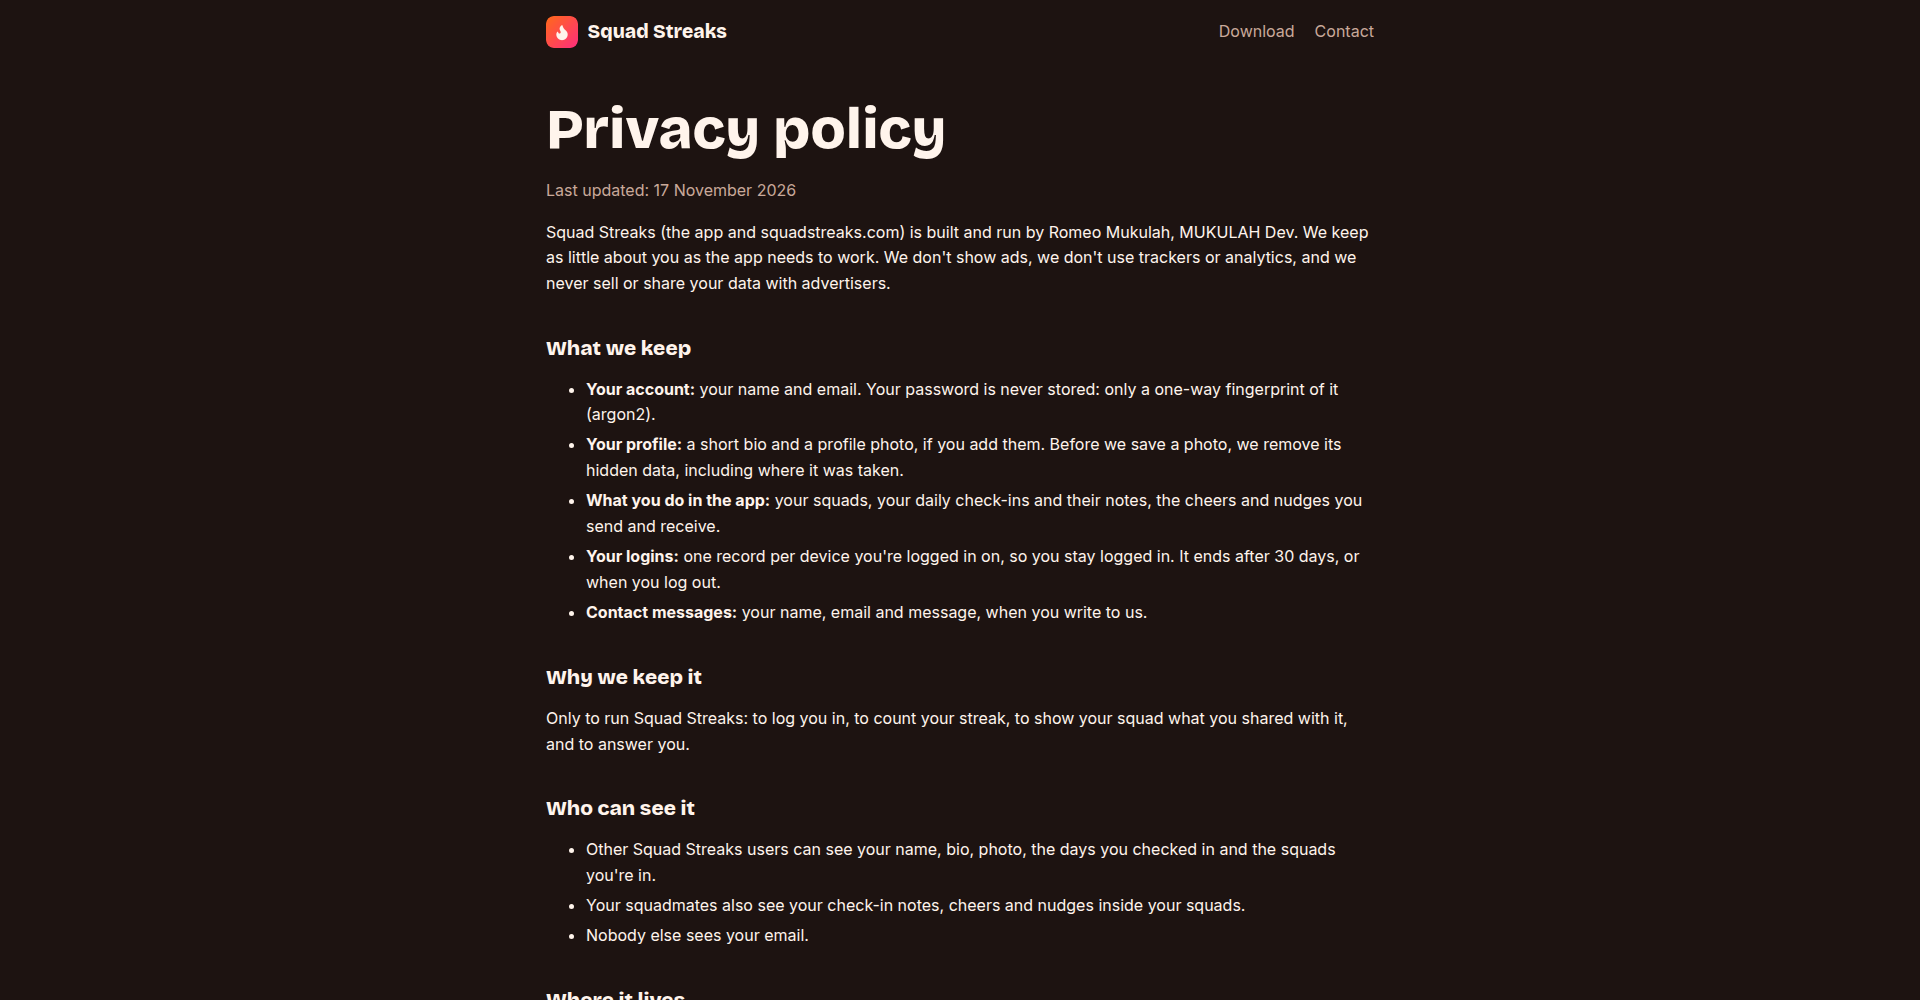 Squad Streaks
Download
Contact
Privacy policy
Last updated: 17 November 2026
Squad Streaks (the app and squadstreaks.com) is built and run by Romeo Mukulah, MUKULAH Dev. We keep
as little about you as the app needs to work. We don't show ads, we don't use trackers or analytics, and we
never sell or share your data with advertisers.
What we keep
• Your account: your name and email. Your password is never stored: only a one-way fingerprint of it
(argon2).
• Your profile: a short bio and a profile photo, if you add them. Before we save a photo, we remove its
hidden data, including where it was taken.
• What you do in the app: your squads, your daily check-ins and their notes, the cheers and nudges you
send and receive.
• Your logins: one record per device you're logged in on, so you stay logged in. It ends after 30 days, or
when you log out.
• Contact messages: your name, email and message, when you write to us.
Why we keep it
Only to run Squad Streaks: to log you in, to count your streak, to show your squad what you shared with it,
and to answer you.
Who can see it
• Other Squad Streaks users can see your name, bio, photo, the days you checked in and the squads
you're in.
• Your squadmates also see your check-in notes, cheers and nudges inside your squads.
• Nobody else sees your email.
Where it lives